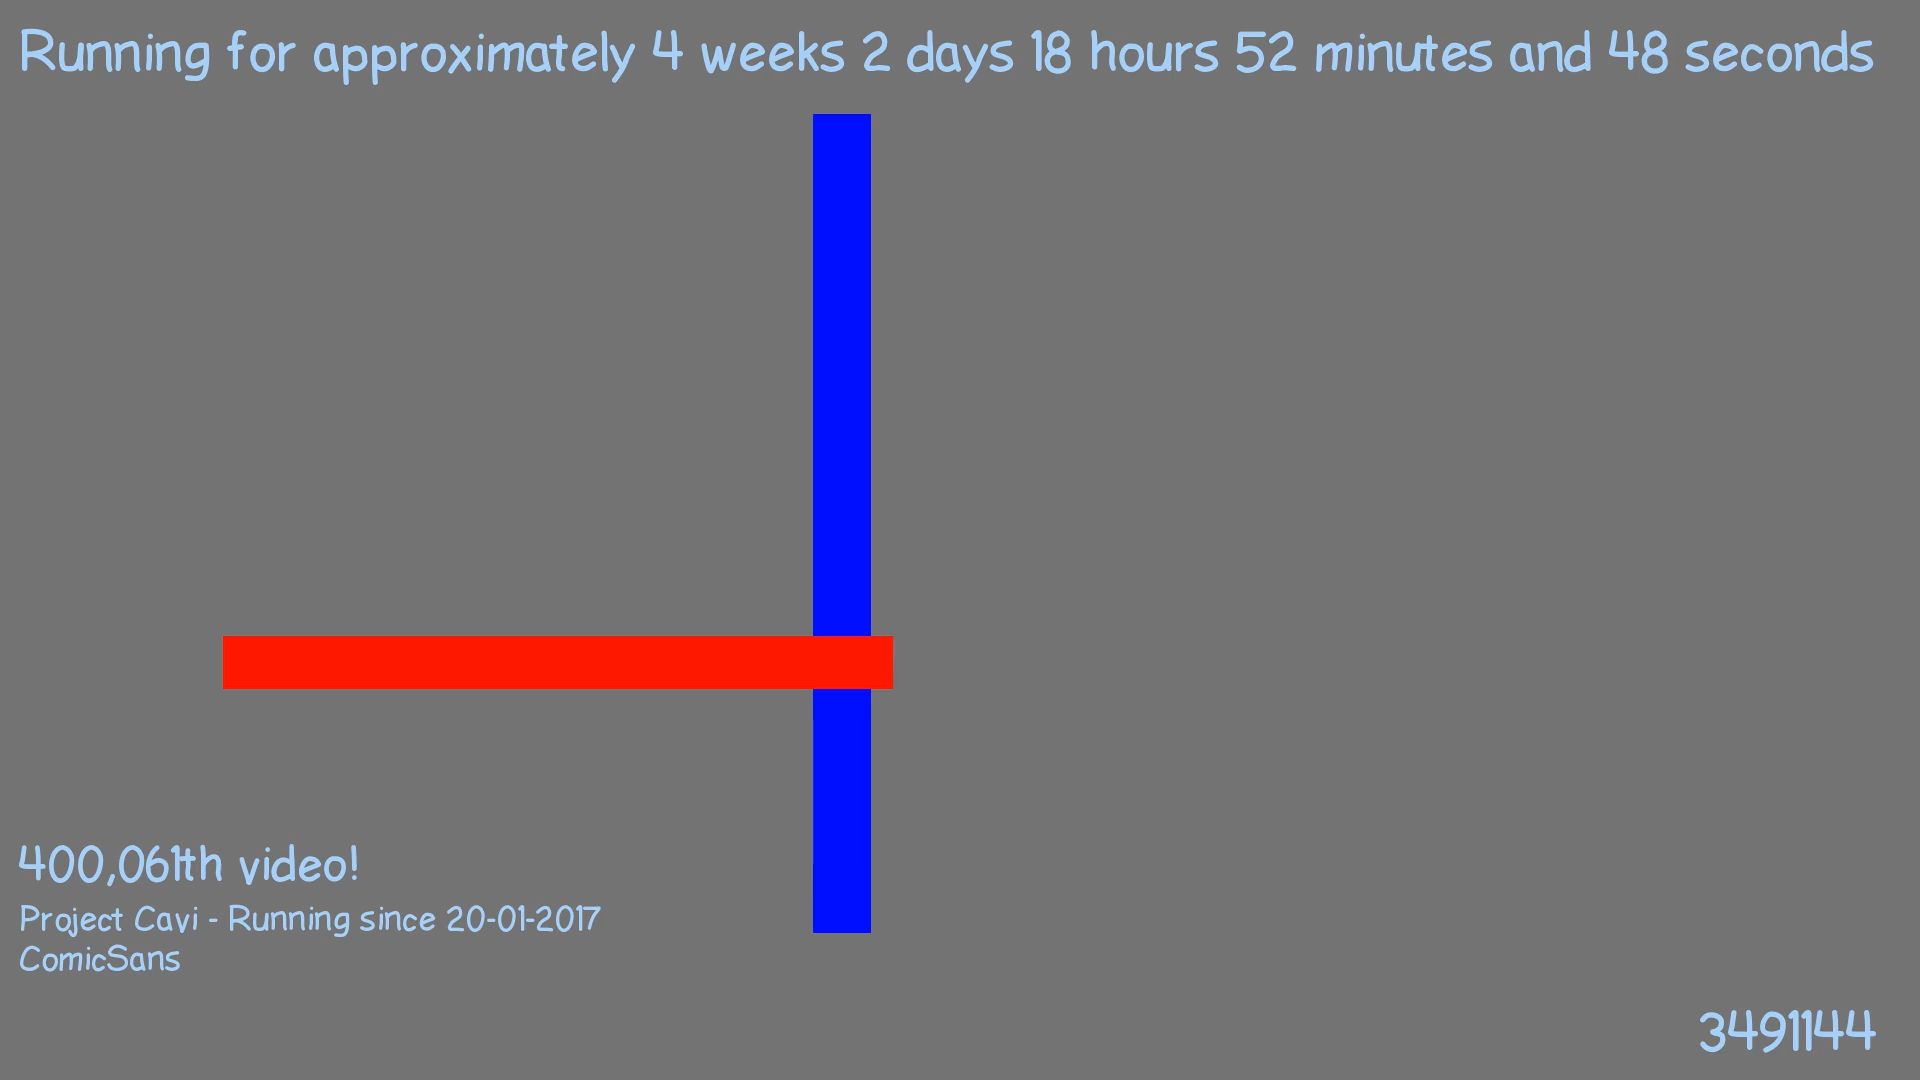 Running for approximately 4 weeks 2 days 18 hours 52 minutes and 48 seconds
400,061th video!
Project Cavi - Running since 20-01-2017
ComicSans
3491144